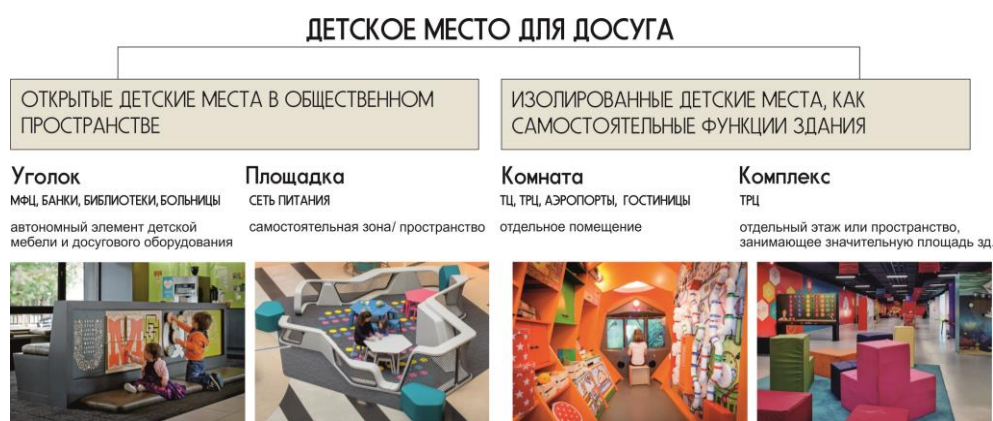 ДЕТСКОЕ МЕСТО ДЛЯ ДОСУГА
ОТКРЫТЫЕ ДЕТСКИЕ МЕСТА В ОБЩЕСТВЕННОМ
ПРОСТРАНСТВЕ
ИЗОЛИРОВАННЫЕ ДЕТСКИЕ МЕСТА, КАК
САМОСТОЯТЕЛЬНЫЕ ФУНКЦИИ ЗДАНИЯ
Уголок
МФЦ, БАНКИ, БИБЛИОТЕКИ, БОЛЬНИЦЫ
автономный элемент детской
мебели и досугового оборудования
Площадка
СЕТЬ ПИТАНИЯ
самостоятельная зона/ пространство
Комната
ТЦ, ТРЦ, АЭРОПОРТЫ, ГОСТИНИЦЫ
отдельное помещение
Комплекс
ТРЦ
отдельный этаж или пространство,
занимающее значительную площадь зд.